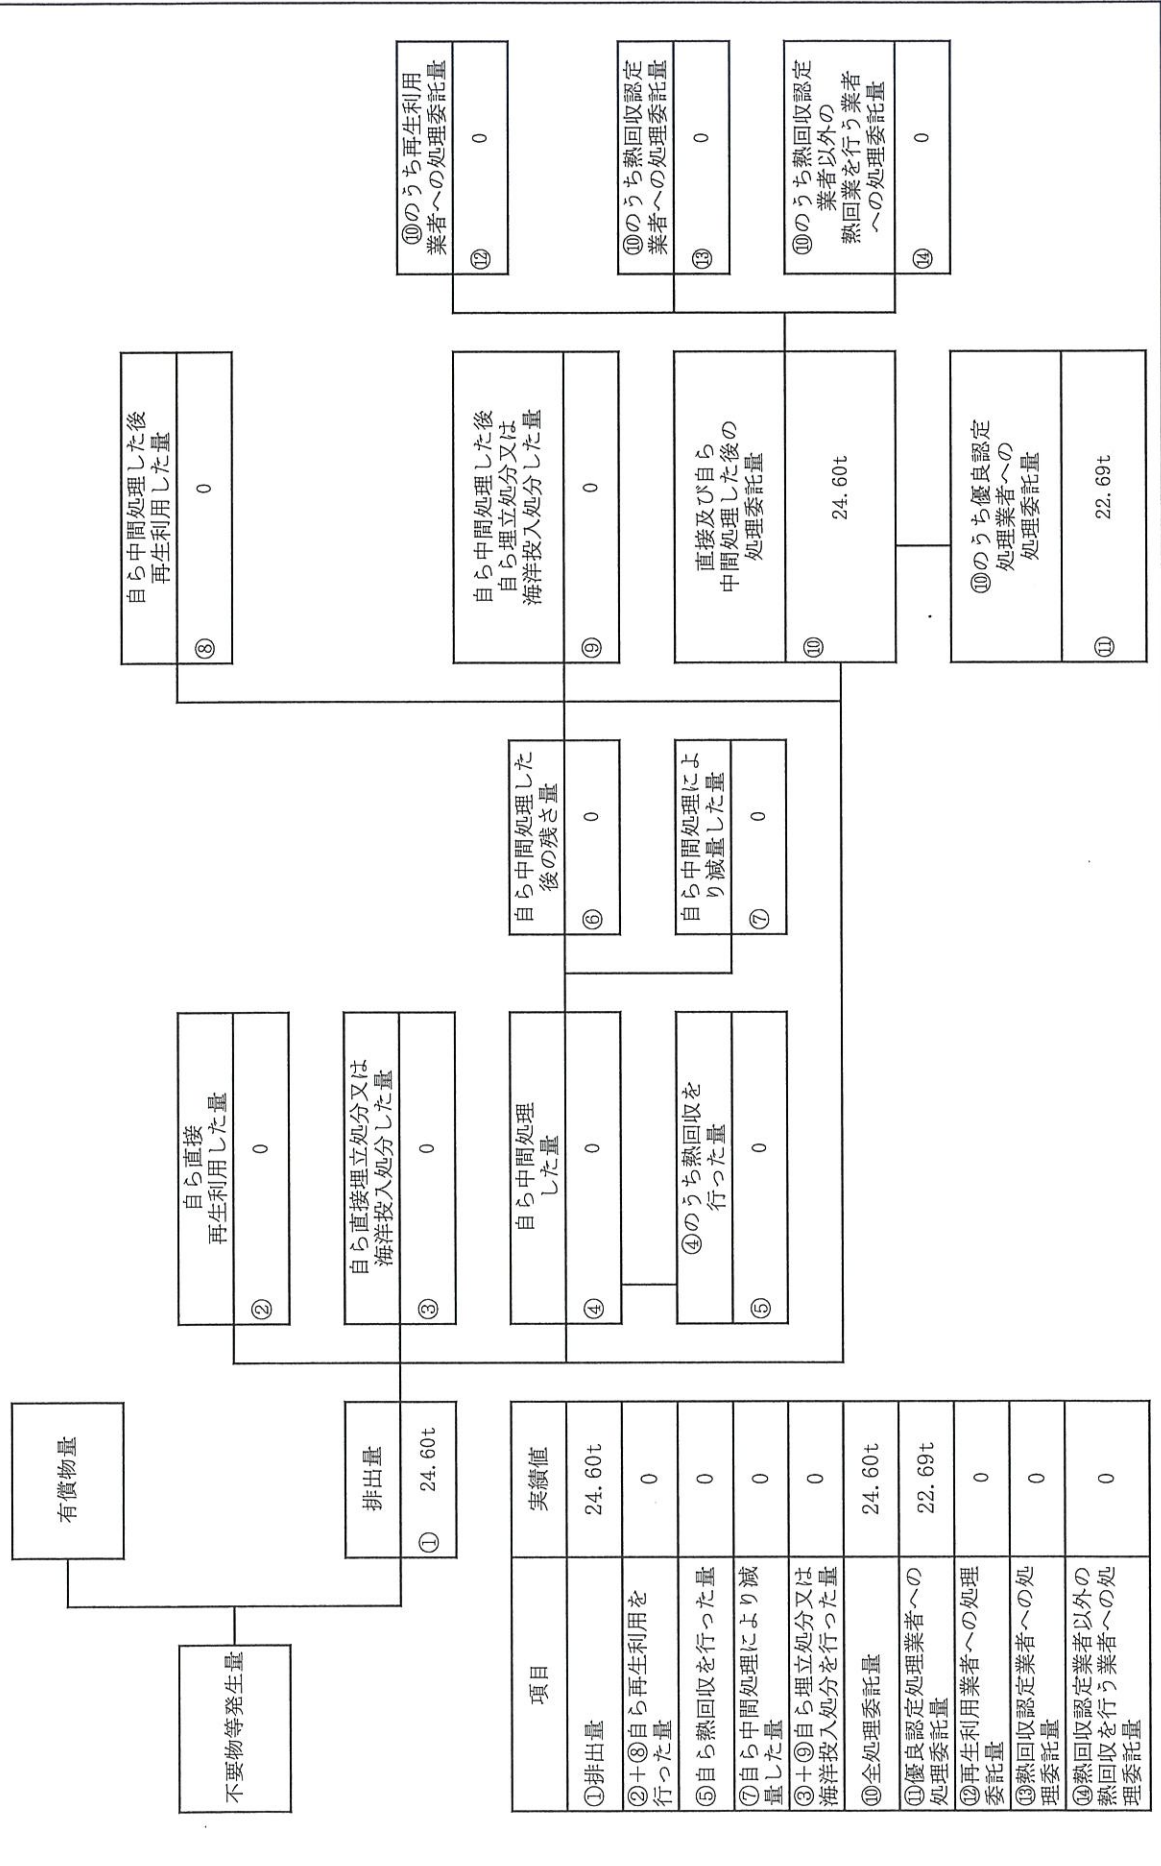 不要物等発生量
有償物量
排出量
① 24.60t
自ら直接
再生利用した量
② 0
自ら直接埋立処分又は
海洋投入処分した量
③ 0
自ら中間処理
した量
④ 0
④のうち熱回収を
行った量
⑤ 0
自ら中間処理した
後の残さ量
⑥ 0
自ら中間処理によ
り減量した量
⑦ 0
自ら中間処理した後
再生利用した量
⑧ 0
自ら中間処理した後
自ら埋立処分又は
海洋投入処分した量
⑨ 0
直接及び自ら
中間処理した後の
処理委託量
⑩ 24.60t
⑩のうち優良認定
処理業者への
処理委託量
⑪ 22.69t
⑩のうち再生利用
業者への処理委託量
⑫ 0
⑩のうち熱回収認定
業者への処理委託量
⑬ 0
⑩のうち熱回収認定
業者以外の
熱回業を行う業者
への処理委託量
⑭ 0
項目 実績値
①排出量 24.60t
②+⑧自ら再生利用を
行った量 0
⑤自ら熱回収を行った量 0
⑦自ら中間処理により減
量した量 0
③+⑨自ら埋立処分又は
海洋投入処分を行った量 0
⑩全処理委託量 24.60t
⑪優良認定処理業者への
処理委託量 22.69t
⑫再生利用業者への処理
委託量 0
⑬熱回収認定業者への処
理委託量 0
⑭熱回収認定業者以外の
熱回収を行う業者への処
理委託量 0